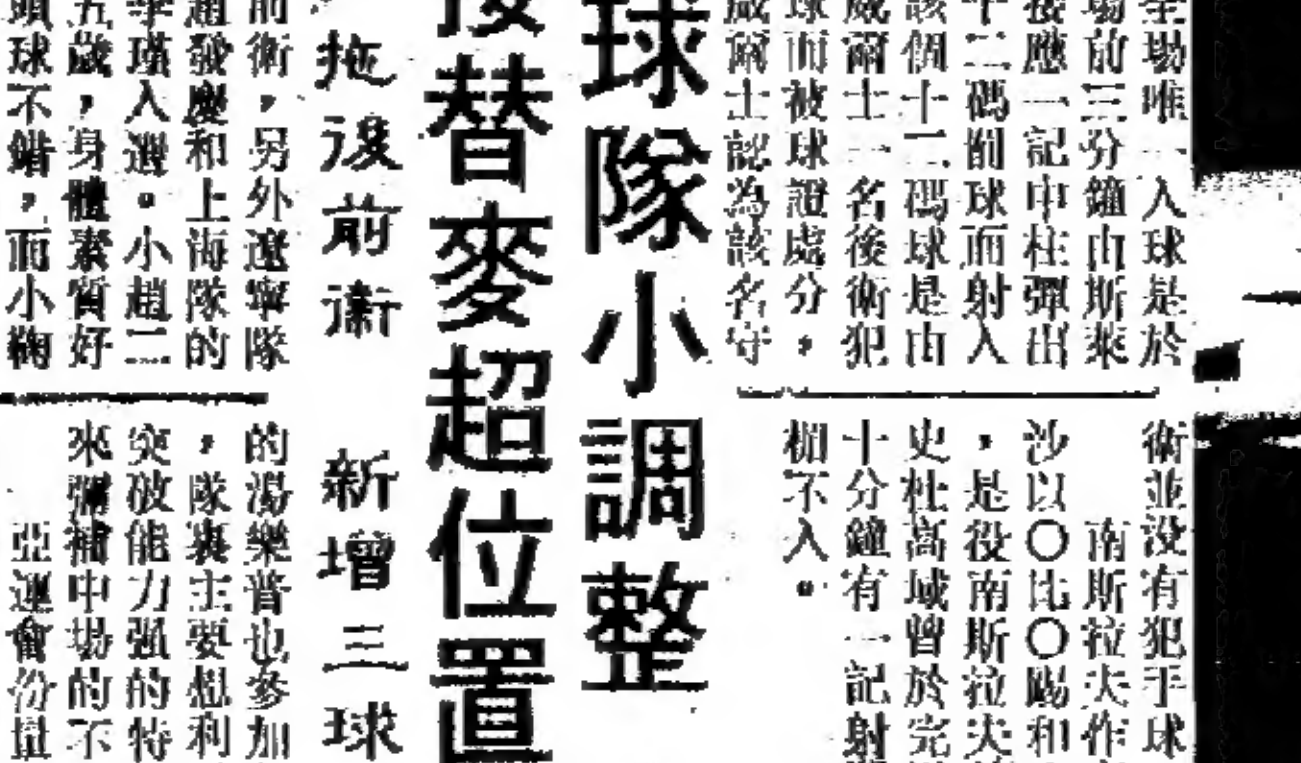 全場唯一入球是於
場前三分鐘由斯萊
接應一記中柱彈出
十二碼附球而射入
該個十二碼球是由
威爾士一名後衛犯
球而被球證處分，
威爾士認為該名守
衛並没有犯手球
南斯拉夫作
沙以〇比〇賜和
，是役南斯拉夫
史杜高域曾於完
十分鐘有一記射
楣不入。
球隊小調整
接替麥超位置
拖後前衛 新增三球
前衛，另外遼寧隊
趙發慶和上海隊的
李 入選。小趙二
五歲，身體素質好
頭球不錯，而小鞠
的湯樂普也參加
，隊裏主要想利
突破能力强的特
來彌補中場的不
亞運會份量